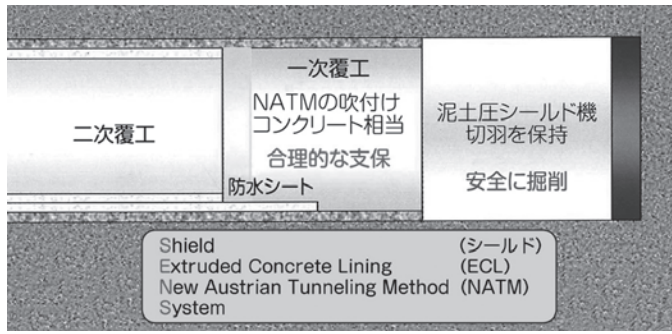 二次覆工
一次覆工
NATMの吹付け
コンクリート相当
合理的な支保
防水シート
泥土圧シールド機
切羽を保持
安全に掘削
Shield (シールド)
Extruded Concrete Lining (ECL)
New Austrian Tunneling Method (NATM)
System